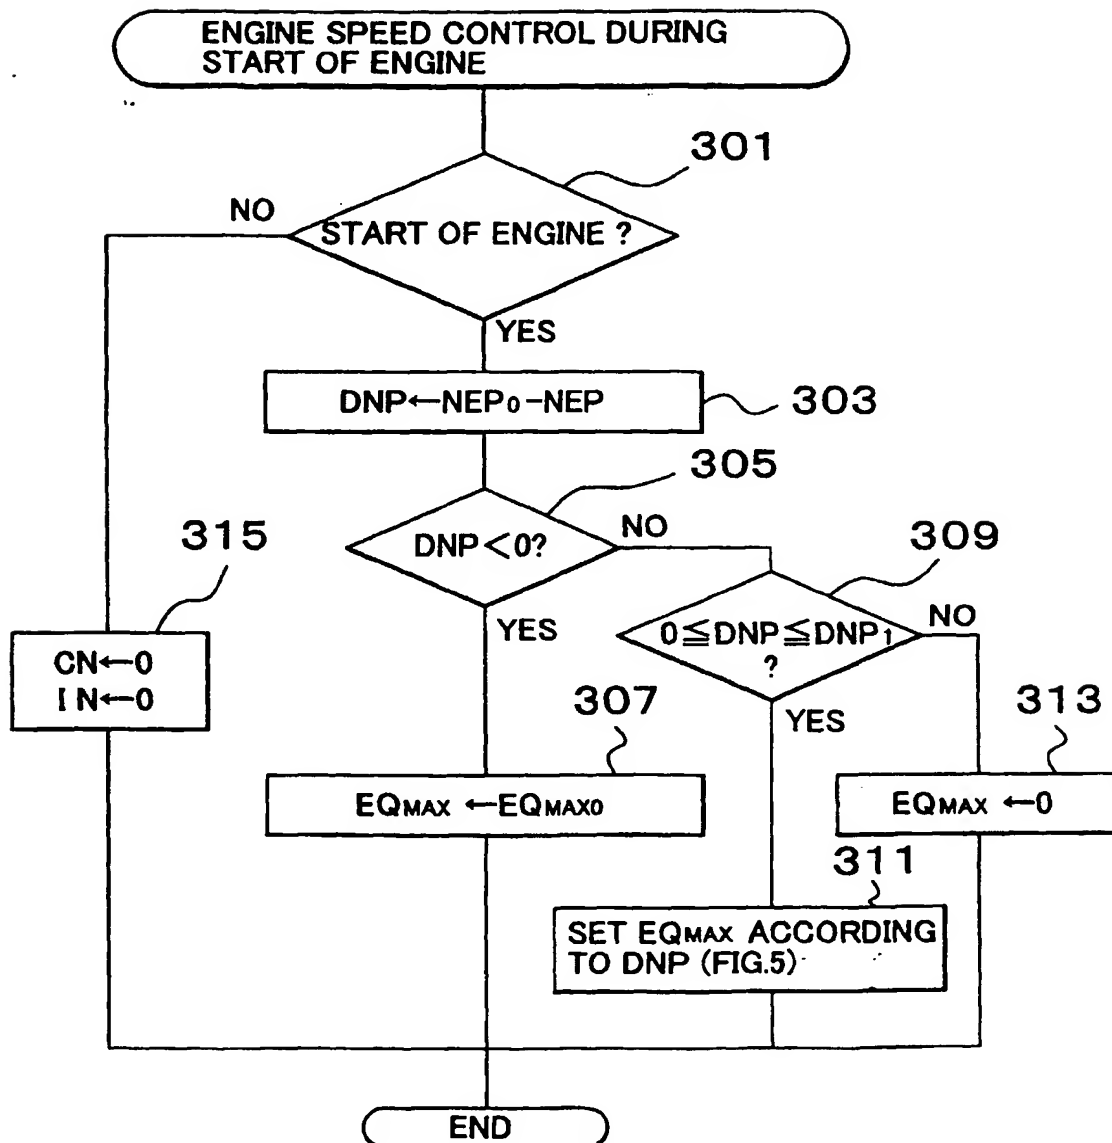 ENGINE SPEED CONTROL DURING
START OF ENGINE
301
NO
START OF ENGINE ?
YES
DNP←NEP₀-NEP
303
305
DNP<0?
NO
YES
315
CN←0
IN←0
309
0≦DNP≦DNP₁
?
NO
YES
307
EQMAX ←EQMAX0
313
EQMAX ←0
311
SET EQMAX ACCORDING
TO DNP (FIG.5)
END